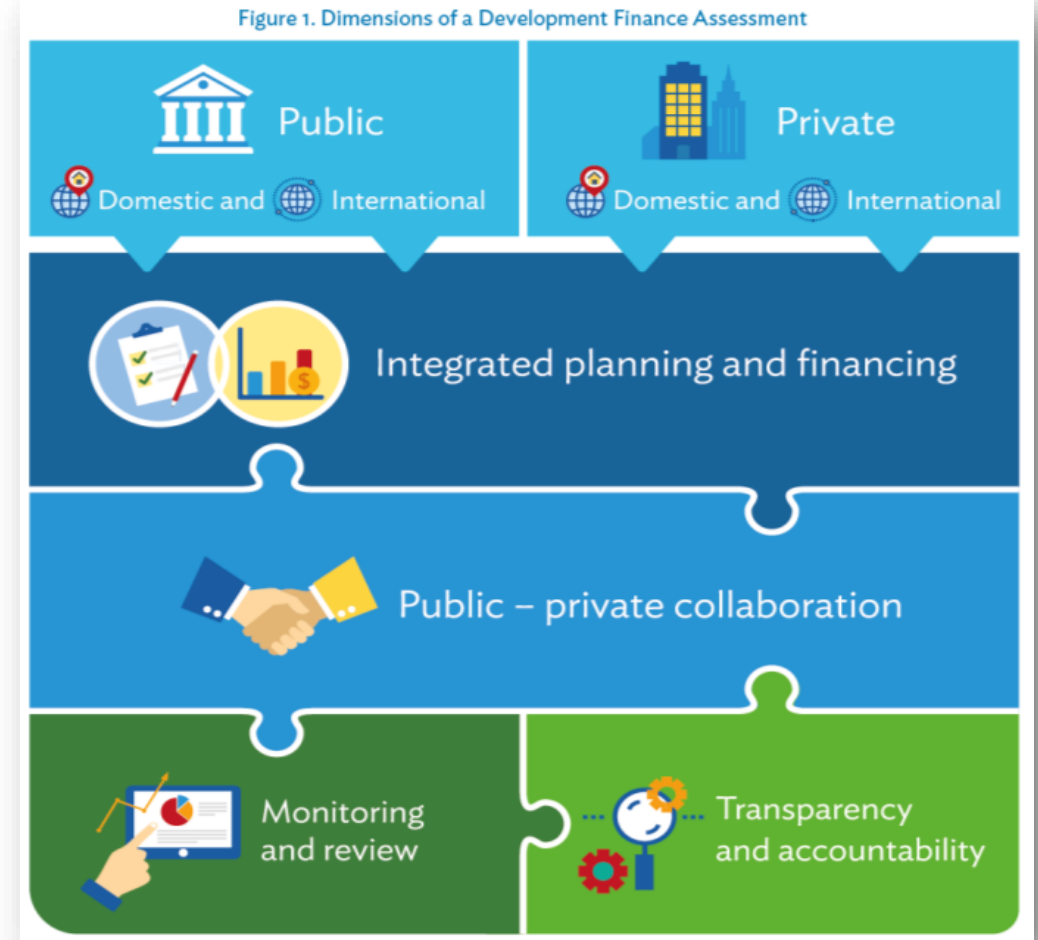 Figure 1. Dimensions of a Development Finance Assessment
Public
Domestic and International
Private
Domestic and International
Integrated planning and financing
$
Public – private collaboration
Monitoring
and review
Transparency
and accountability